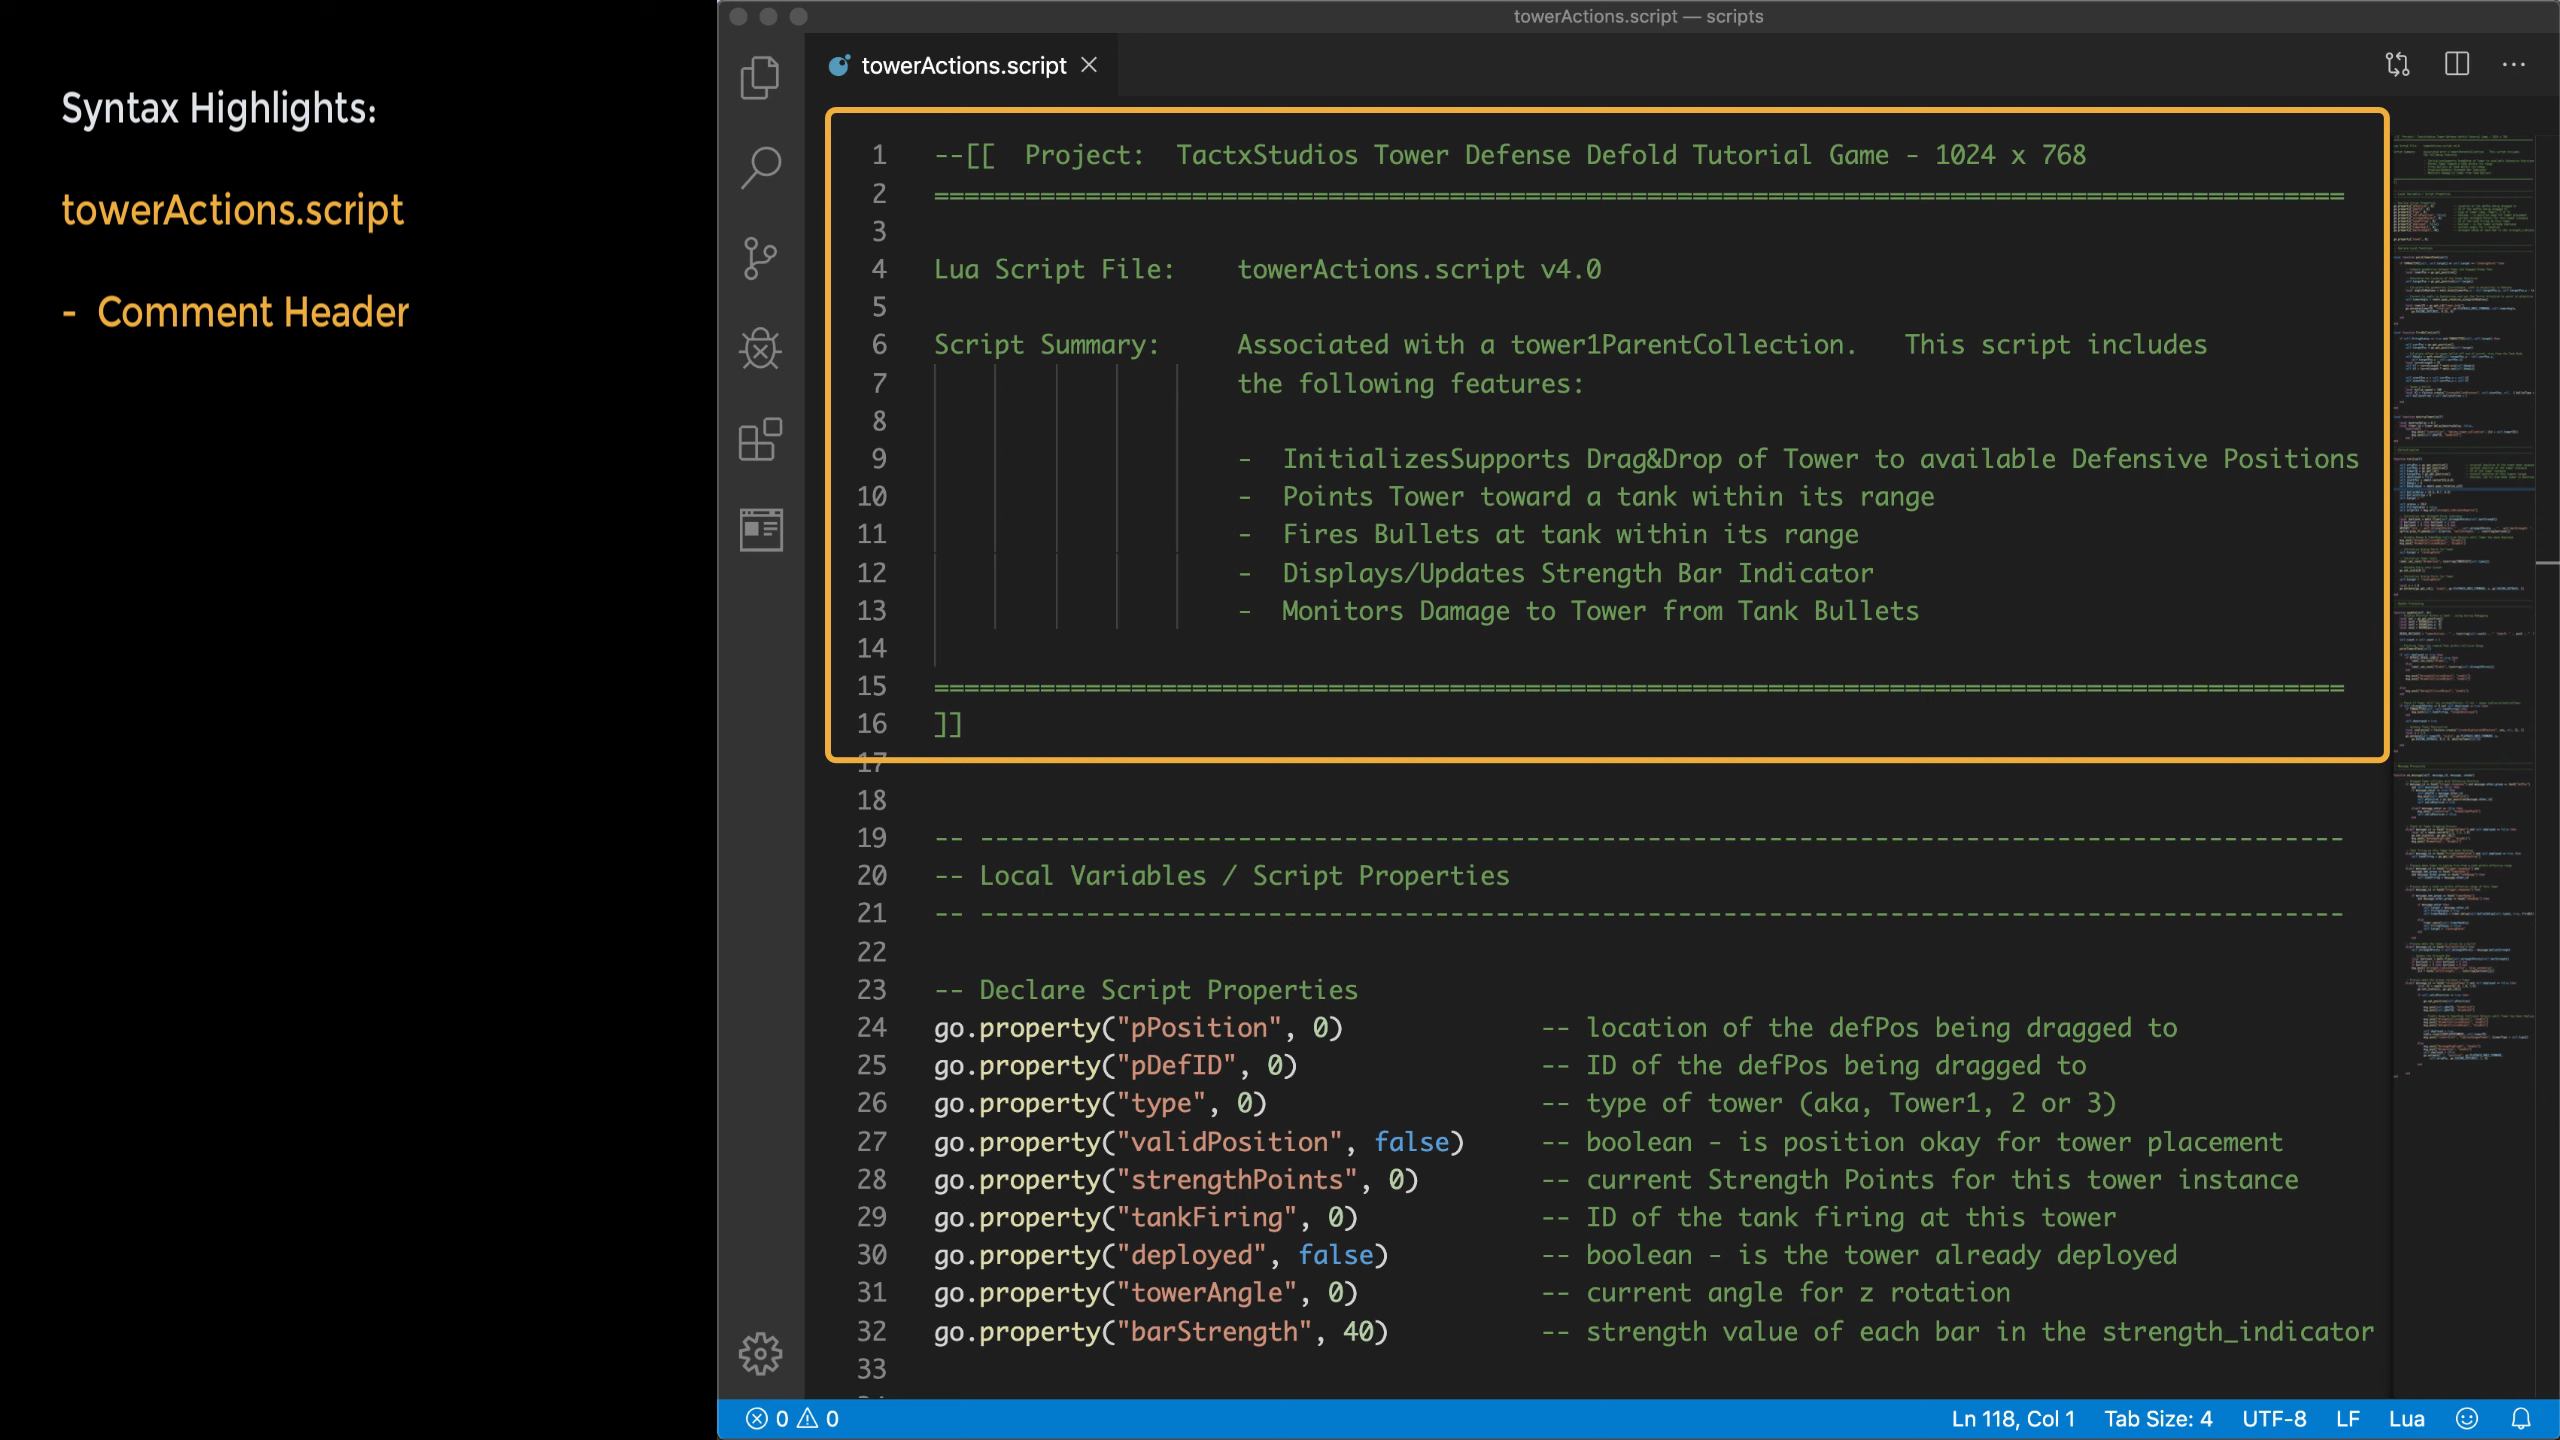 Syntax Highlights:
towerActions.script
- Comment Header
towerActions.script — scripts
towerActions.script
1 --[[ Project: TactxStudios Tower Defense Defold Tutorial Game - 1024 x 768
2 =============================================================================================
3
4 Lua Script File: towerActions.script v4.0
5
6 Script Summary: Associated with a tower1ParentCollection. This script includes
7 the following features:
8
9 - InitializesSupports Drag&Drop of Tower to available Defensive Positions
10 - Points Tower toward a tank within its range
11 - Fires Bullets at tank within its range
12 - Displays/Updates Strength Bar Indicator
13 - Monitors Damage to Tower from Tank Bullets
14
15 =============================================================================================
16 ]]
17
18
19 -- ------------------------------------------------------------------------------------------
20 -- Local Variables / Script Properties
21 -- ------------------------------------------------------------------------------------------
22
23 -- Declare Script Properties
24 go.property("pPosition", 0) -- location of the defPos being dragged to
25 go.property("pDefID", 0) -- ID of the defPos being dragged to
26 go.property("type", 0) -- type of tower (aka, Tower1, 2 or 3)
27 go.property("validPosition", false) -- boolean - is position okay for tower placement
28 go.property("strengthPoints", 0) -- current Strength Points for this tower instance
29 go.property("tankFiring", 0) -- ID of the tank firing at this tower
30 go.property("deployed", false) -- boolean - is the tower already deployed
31 go.property("towerAngle", 0) -- current angle for z rotation
32 go.property("barStrength", 40) -- strength value of each bar in the strength_indicator
33
0 0 Ln 118, Col 1 Tab Size: 4 UTF-8 LF Lua